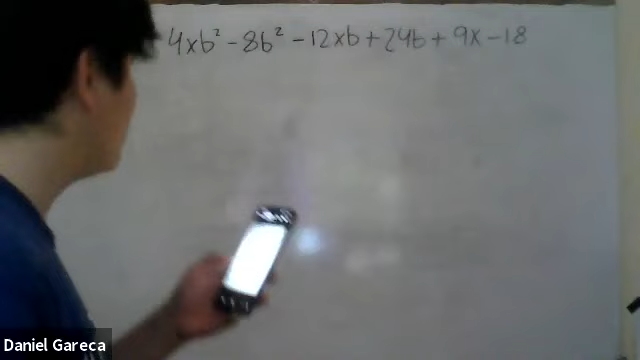 4xb² - 8b² - 12xb + 24b + 9x - 18
Daniel Gareca